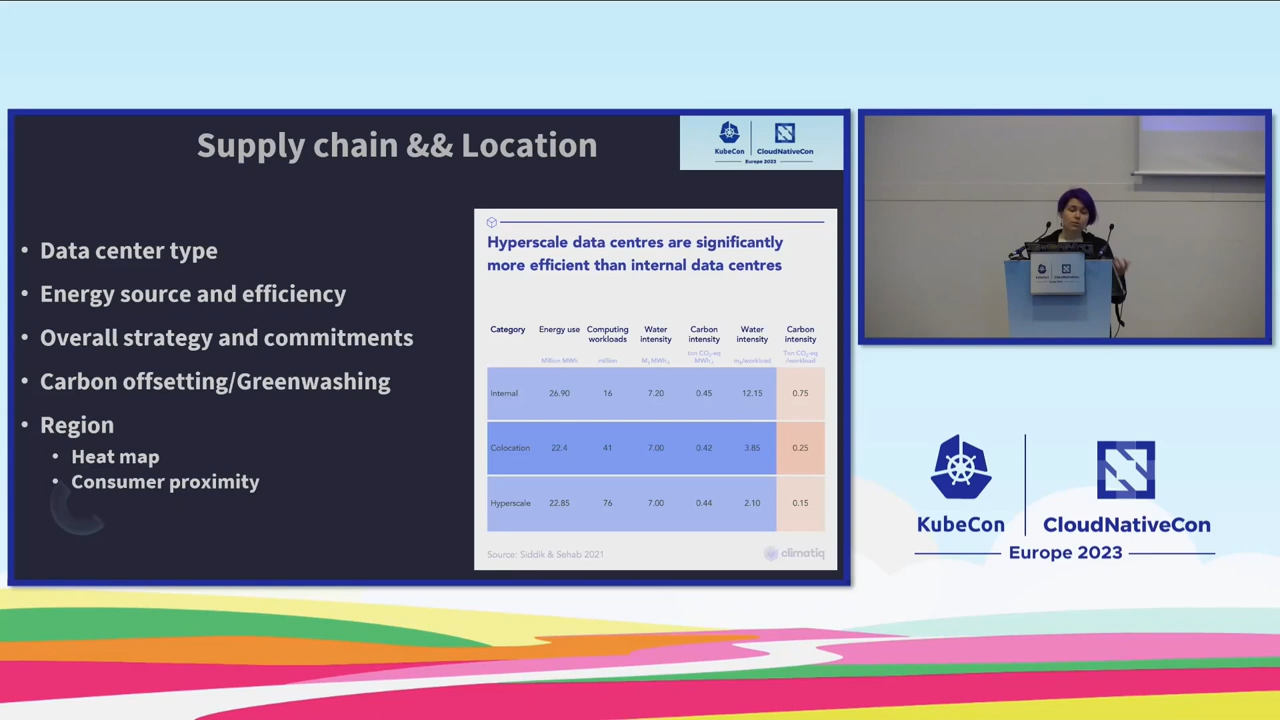 Supply chain && Location
KubeCon
CloudNativeCon
Europe 2023
• Data center type
• Energy source and efficiency
• Overall strategy and commitments
• Carbon offsetting/Greenwashing
• Region
• Heat map
• Consumer proximity
Hyperscale data centres are significantly
more efficient than internal data centres
Category Energy use Computing workloads Water intensity Carbon intensity Water intensity Carbon intensity
Million MWh million
Internal 26.90 16 7.20 0.45 12.15 0.75
Colocation 22.4 41 7.00 0.42 3.85 0.25
Hyperscale 22.85 76 7.00 0.44 2.10 0.15
Source: Siddik & Sehab 2021
climatiq
KubeCon
CloudNativeCon
Europe 2023